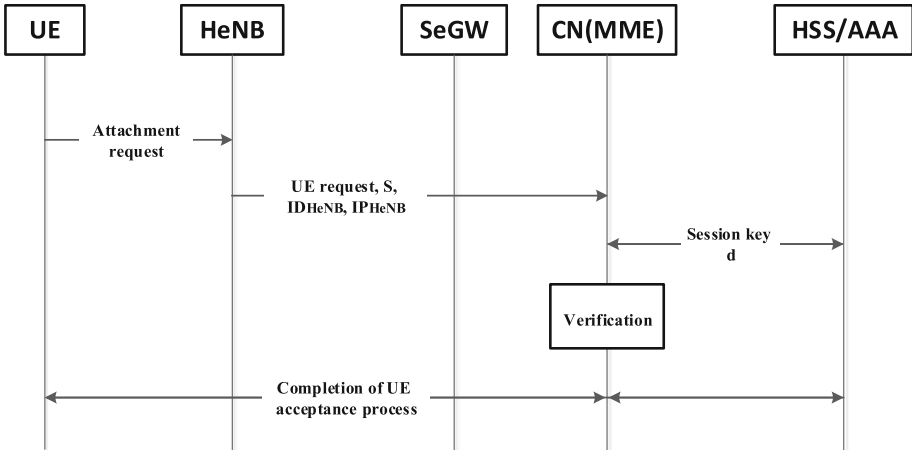 UE
HeNB
SeGW
CN(MME)
HSS/AAA
Attachment
request
UE request, S,
IDHeNB, IPHeNB
Session key
d
Verification
Completion of UE
acceptance process